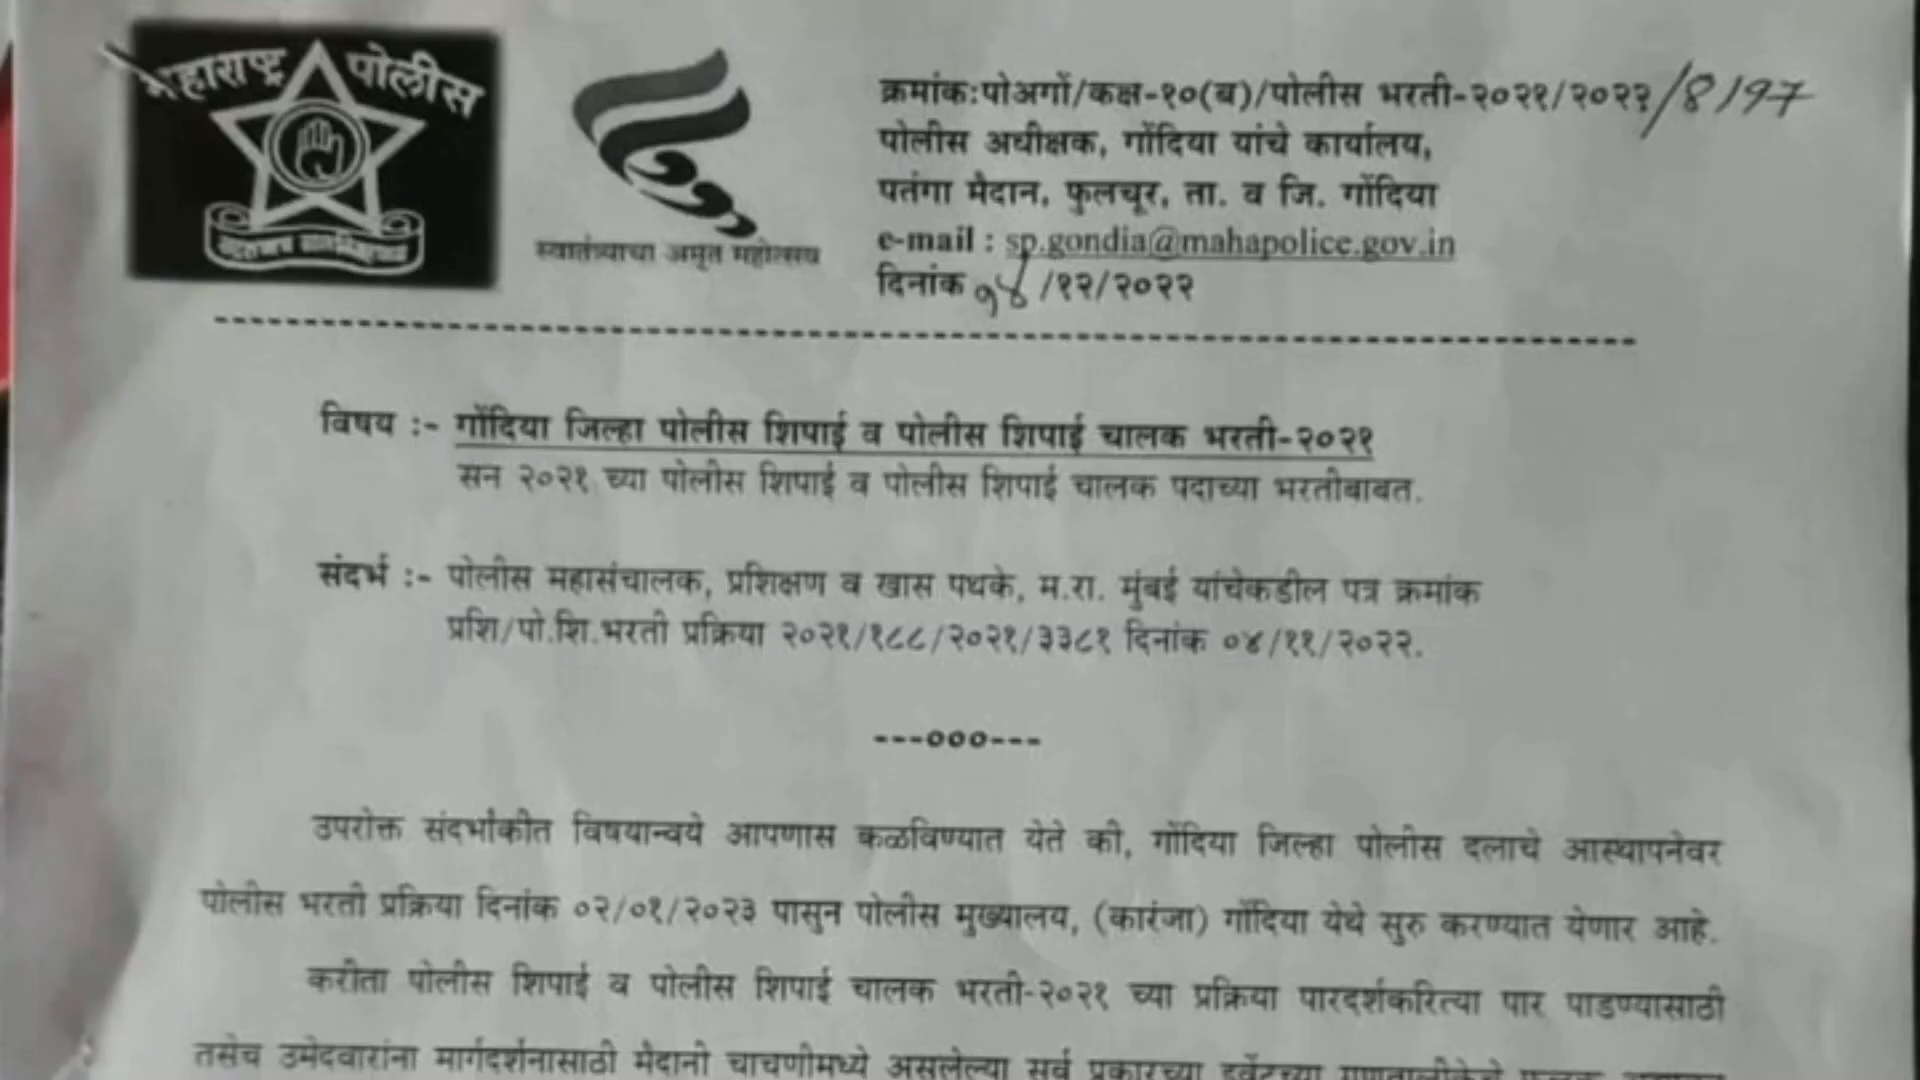 महाराष्ट्र पोलीस
स्वातंत्र्याचा अमृत महोत्सव
क्रमांक:पोअगों/कक्ष-१०(ब)/पोलीस भरती-२०२१/२०२२/8197
पोलीस अधीक्षक, गोंदिया यांचे कार्यालय,
पतंगा मैदान, फुलचूर, ता. व जि. गोंदिया
e-mail : sp.gondia@mahapolice.gov.in
दिनांक १४/१२/२०२२
विषय :- गोंदिया जिल्हा पोलीस शिपाई व पोलीस शिपाई चालक भरती-२०२१
सन २०२१ च्या पोलीस शिपाई व पोलीस शिपाई चालक पदाच्या भरतीबाबत.
संदर्भ :- पोलीस महासंचालक, प्रशिक्षण व खास पथके, म.रा. मुंबई यांचेकडील पत्र क्रमांक
प्रशि/पो.शि.भरती प्रक्रिया २०२१/१८८/२०२१/३३८१ दिनांक ०४/११/२०२२.
---०००---
उपरोक्त संदर्भांकीत विषयान्वये आपणास कळविण्यात येते की, गोंदिया जिल्हा पोलीस दलाचे आस्थापनेवर
पोलीस भरती प्रक्रिया दिनांक ०२/०१/२०२३ पासुन पोलीस मुख्यालय, (कारंजा) गोंदिया येथे सुरु करण्यात येणार आहे.
करीता पोलीस शिपाई व पोलीस शिपाई चालक भरती-२०२१ च्या प्रक्रिया पारदर्शकरित्या पार पाडण्यासाठी
तसेच उमेदवारांना मार्गदर्शनासाठी मैदानी चाचणीमध्ये असलेल्या सर्व प्रकारच्या